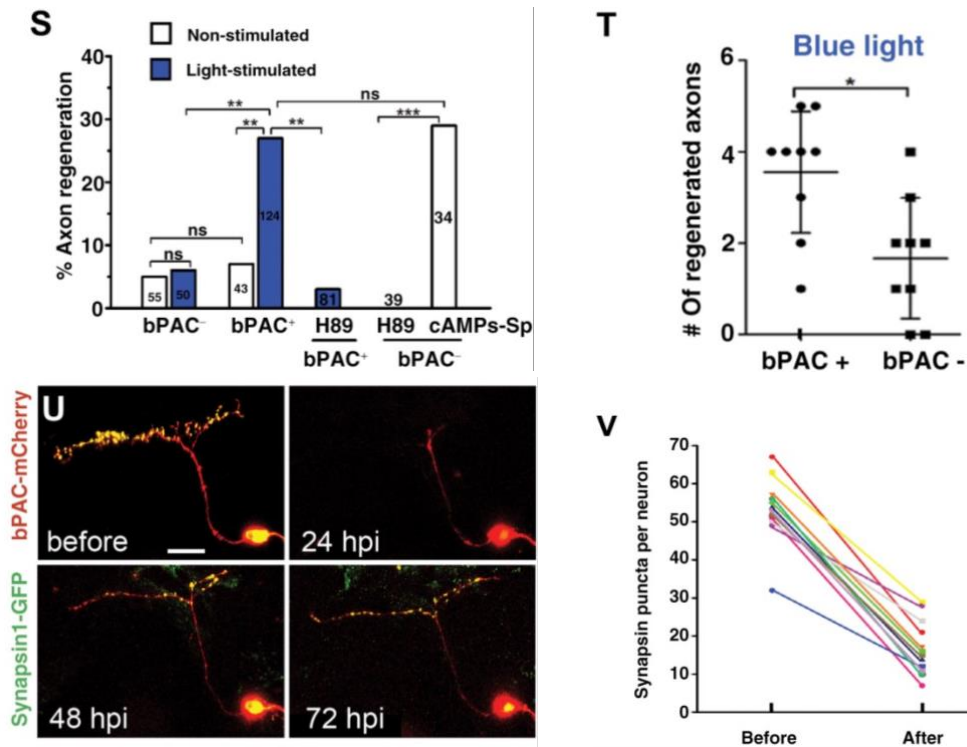 S
Non-stimulated
Light-stimulated
% Axon regeneration
40
30
20
10
0
ns
**
***
** **
ns
ns
55
50
43
124
81
39
34
bPAC⁻ bPAC⁺ H89 H89 cAMPs-Sp
bPAC⁺ bPAC⁻
T
Blue light
# Of regenerated axons
6
4
2
0
*
bPAC + bPAC -
U
bPAC-mCherry
Synapsin1-GFP
before
24 hpi
48 hpi
72 hpi
V
Synapsin puncta per neuron
70
60
50
40
30
20
10
0
Before After